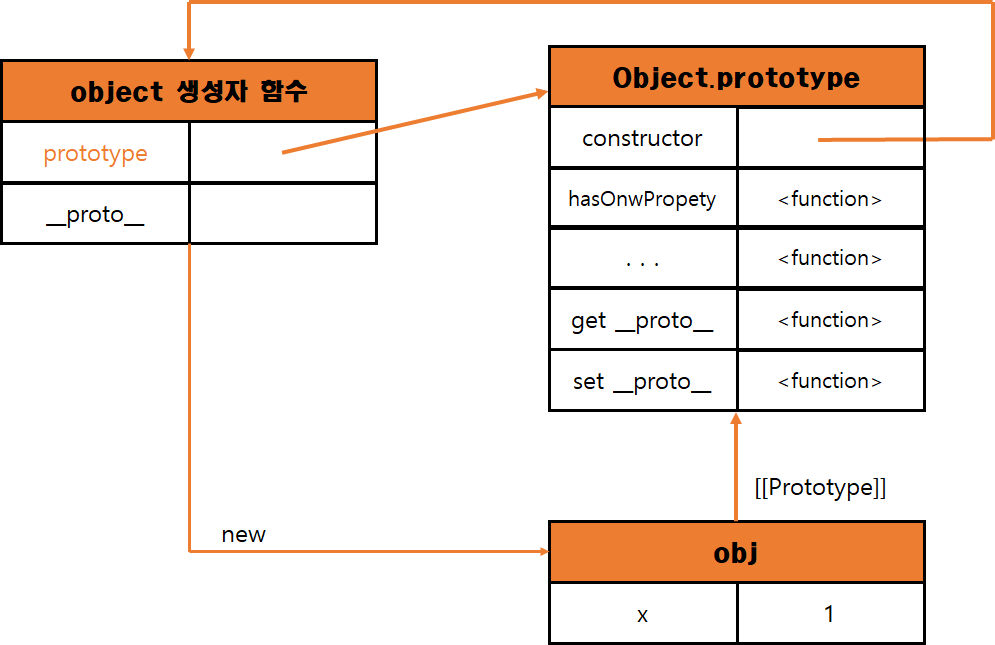 object 생성자 함수
prototype
__proto__
Object.prototype
constructor
hasOnwPropety <function>
. . . <function>
get __proto__ <function>
set __proto__ <function>
[[Prototype]]
new
obj
x 1